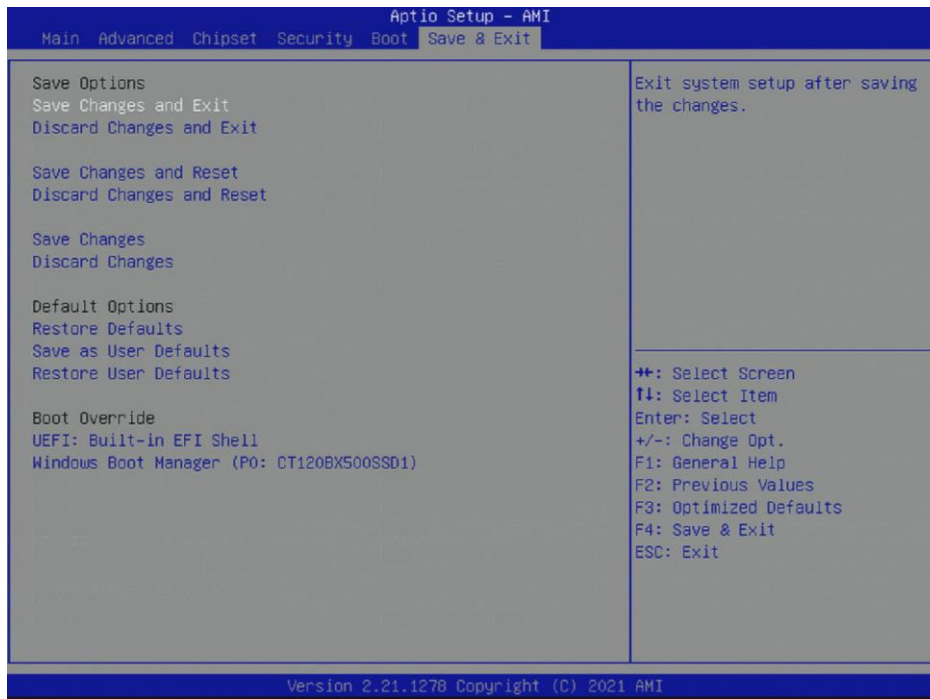 Aptio Setup - AMI
Main Advanced Chipset Security Boot Save & Exit
Save Options
Save Changes and Exit
Discard Changes and Exit
Save Changes and Reset
Discard Changes and Reset
Save Changes
Discard Changes
Default Options
Restore Defaults
Save as User Defaults
Restore User Defaults
Boot Override
UEFI: Built-in EFI Shell
Windows Boot Manager (P0: CT120BX500SSD1)
Exit system setup after saving
the changes.
→←: Select Screen
↑↓: Select Item
Enter: Select
+/-: Change Opt.
F1: General Help
F2: Previous Values
F3: Optimized Defaults
F4: Save & Exit
ESC: Exit
Version 2.21.1278 Copyright (C) 2021 AMI